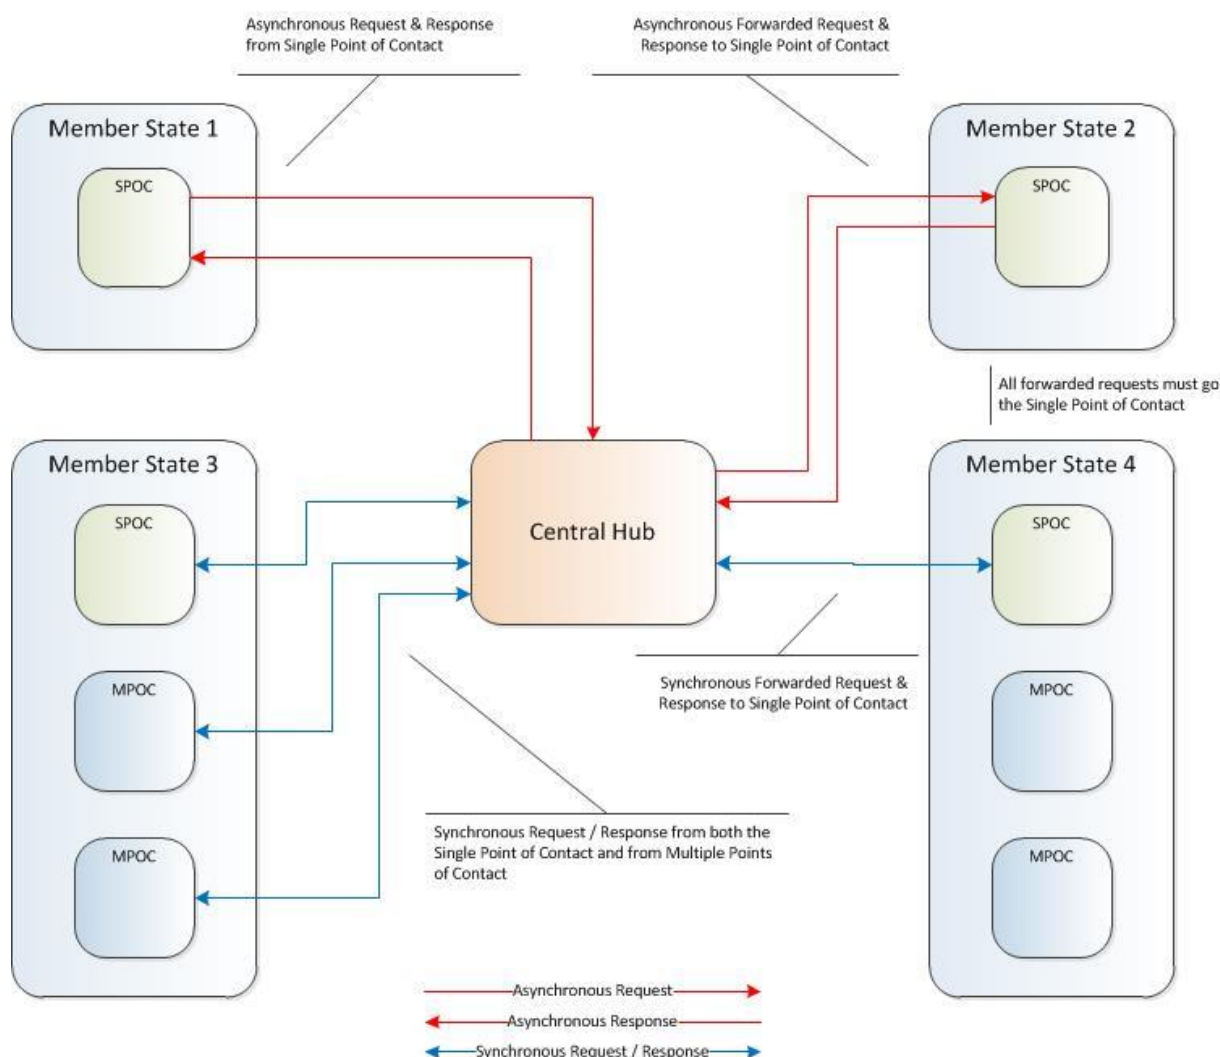 Asynchronous Request & Response
from Single Point of Contact
Asynchronous Forwarded Request &
Response to Single Point of Contact
Member State 1
SPOC
Member State 2
SPOC
All forwarded requests must go
the Single Point of Contact
Member State 3
SPOC
MPOC
MPOC
Central Hub
Member State 4
SPOC
MPOC
MPOC
Synchronous Forwarded Request &
Response to Single Point of Contact
Synchronous Request / Response from both the
Single Point of Contact and from Multiple Points
of Contact
Asynchronous Request
Asynchronous Response
Synchronous Request / Response